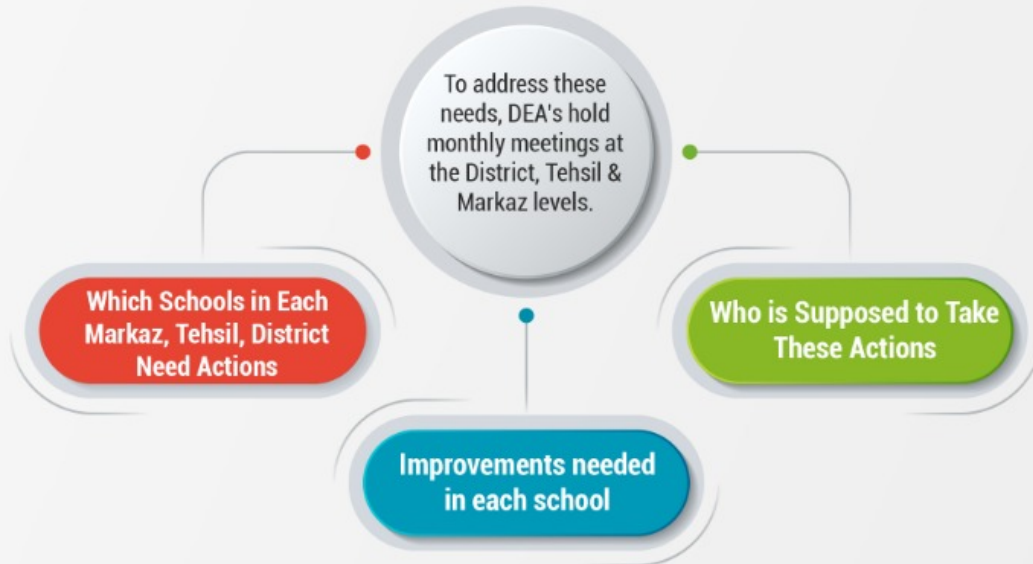 To address these
needs, DEA's hold
monthly meetings at
the District, Tehsil &
Markaz levels.
Which Schools in Each
Markaz, Tehsil, District
Need Actions
Improvements needed
in each school
Who is Supposed to Take
These Actions